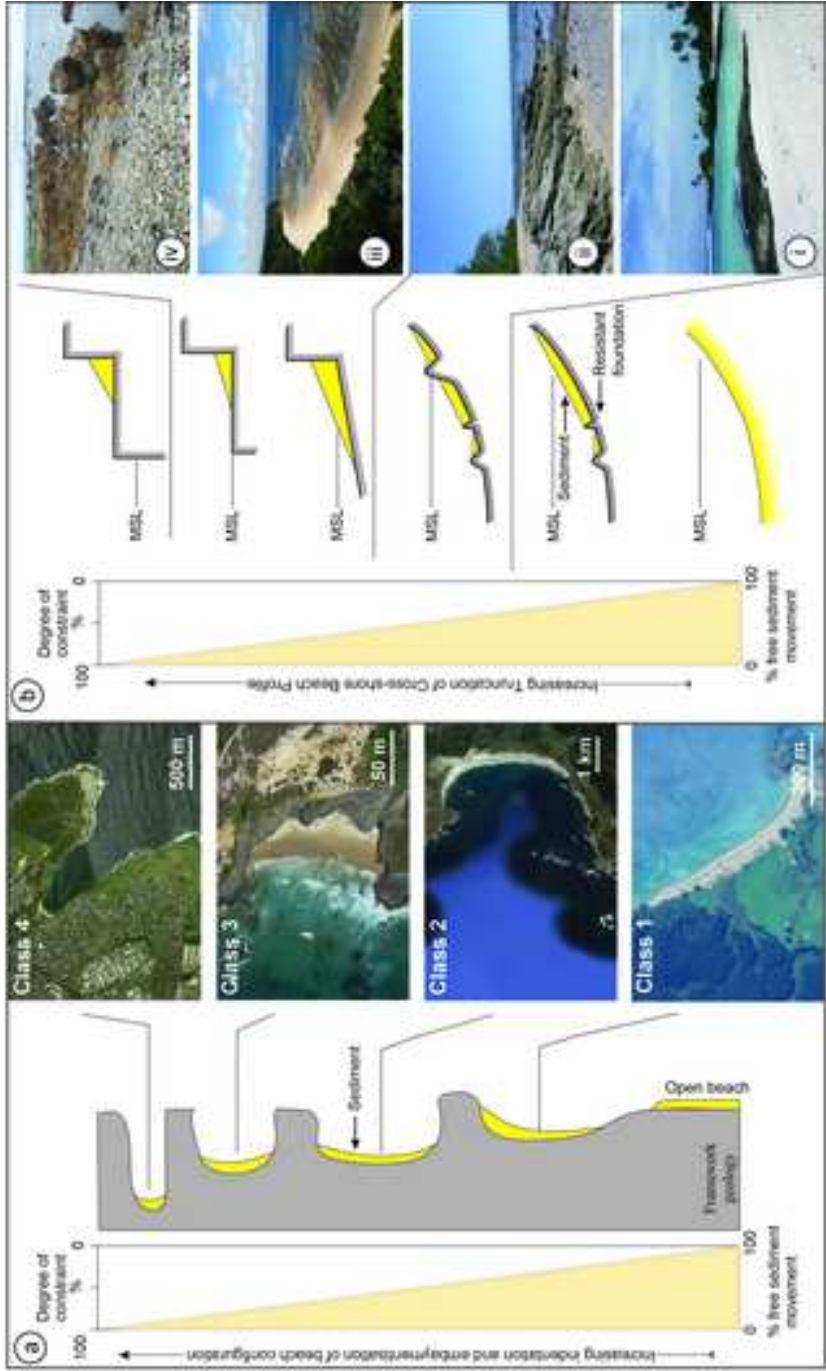 a
Increasing indentation and embaymentisation of beach configuration
Degree of
constraint
%
100
0
0
100
% free sediment
movement
Framework
geology
Sediment
Open beach
Class 4
500 m
Class 3
50 m
Class 2
1 km
Class 1
b
Increasing Truncation of Cross-shore Beach Profile
Degree of
constraint
%
100
0
0
100
% free sediment
movement
MSL
MSL
MSL
MSL
MSL
Sediment
Resistant
foundation
MSL
iv
iii
ii
i